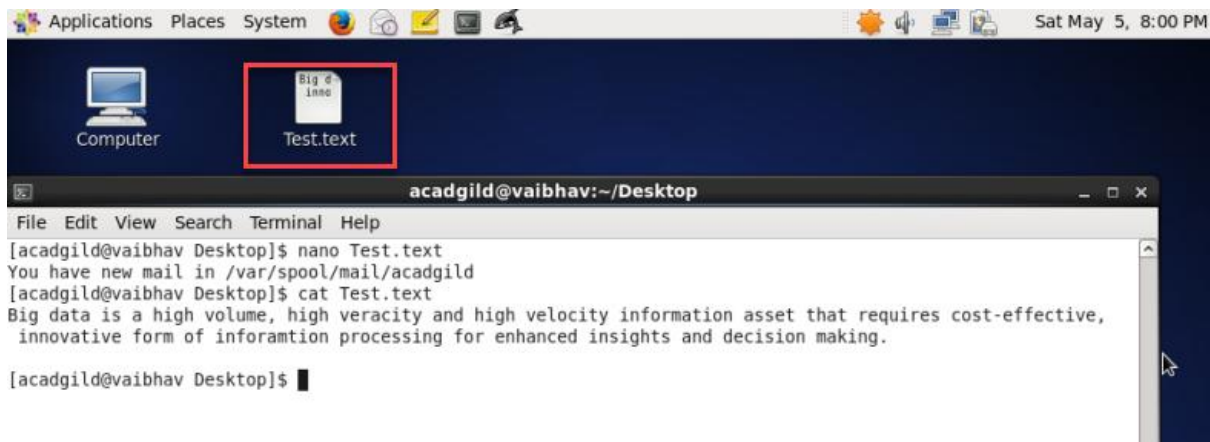 Applications Places System Sat May 5, 8:00 PM
Big d
inno
Computer Test.text
acadgild@vaibhav:~/Desktop
File Edit View Search Terminal Help
[acadgild@vaibhav Desktop]$ nano Test.text
You have new mail in /var/spool/mail/acadgild
[acadgild@vaibhav Desktop]$ cat Test.text
Big data is a high volume, high veracity and high velocity information asset that requires cost-effective,
innovative form of inforamtion processing for enhanced insights and decision making.
[acadgild@vaibhav Desktop]$